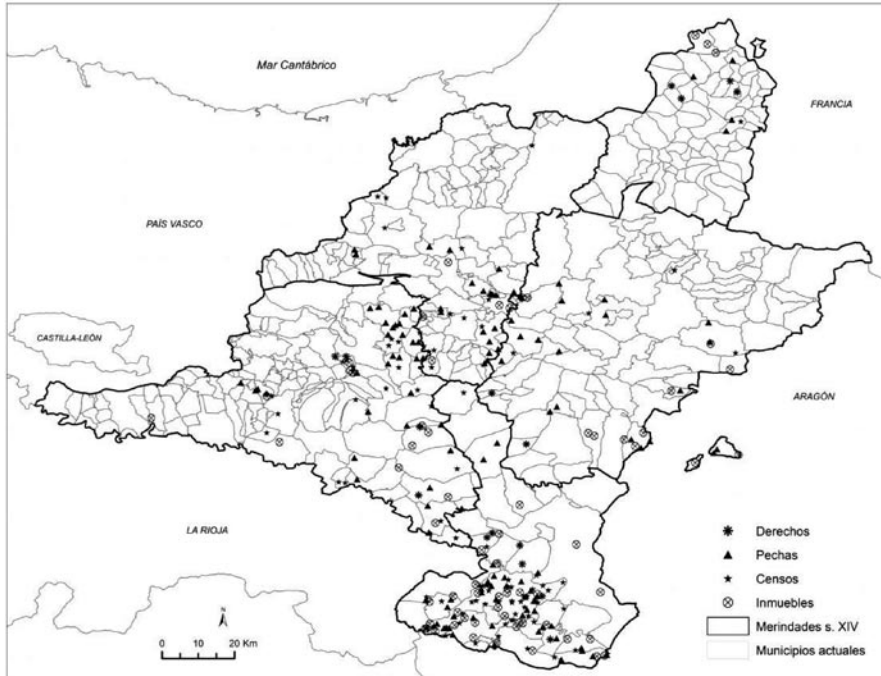 Mar Cantábrico
FRANCIA
PAÍS VASCO
CASTILLA-LEÓN
ARAGÓN
LA RIOJA
Derechos
Pechas
Censos
Inmuebles
Merindades s. XIV
Municipios actuales
N
0 10 20 Km